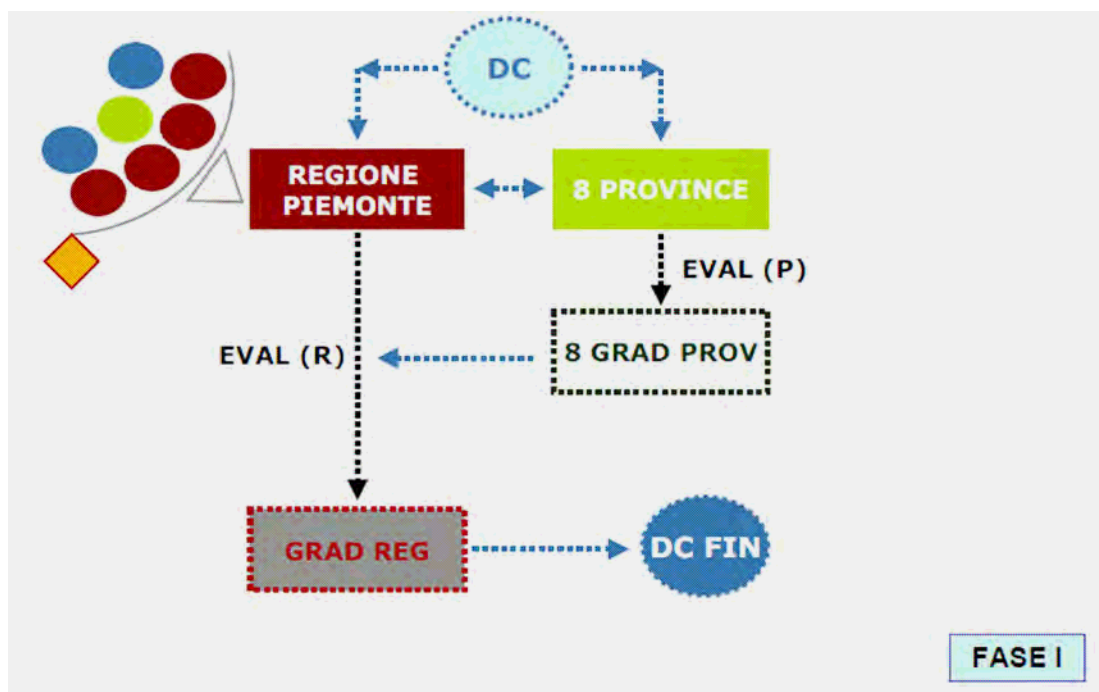 DC
REGIONE
PIEMONTE
8 PROVINCE
EVAL (P)
EVAL (R)
8 GRAD PROV
GRAD REG
DC FIN
FASE I